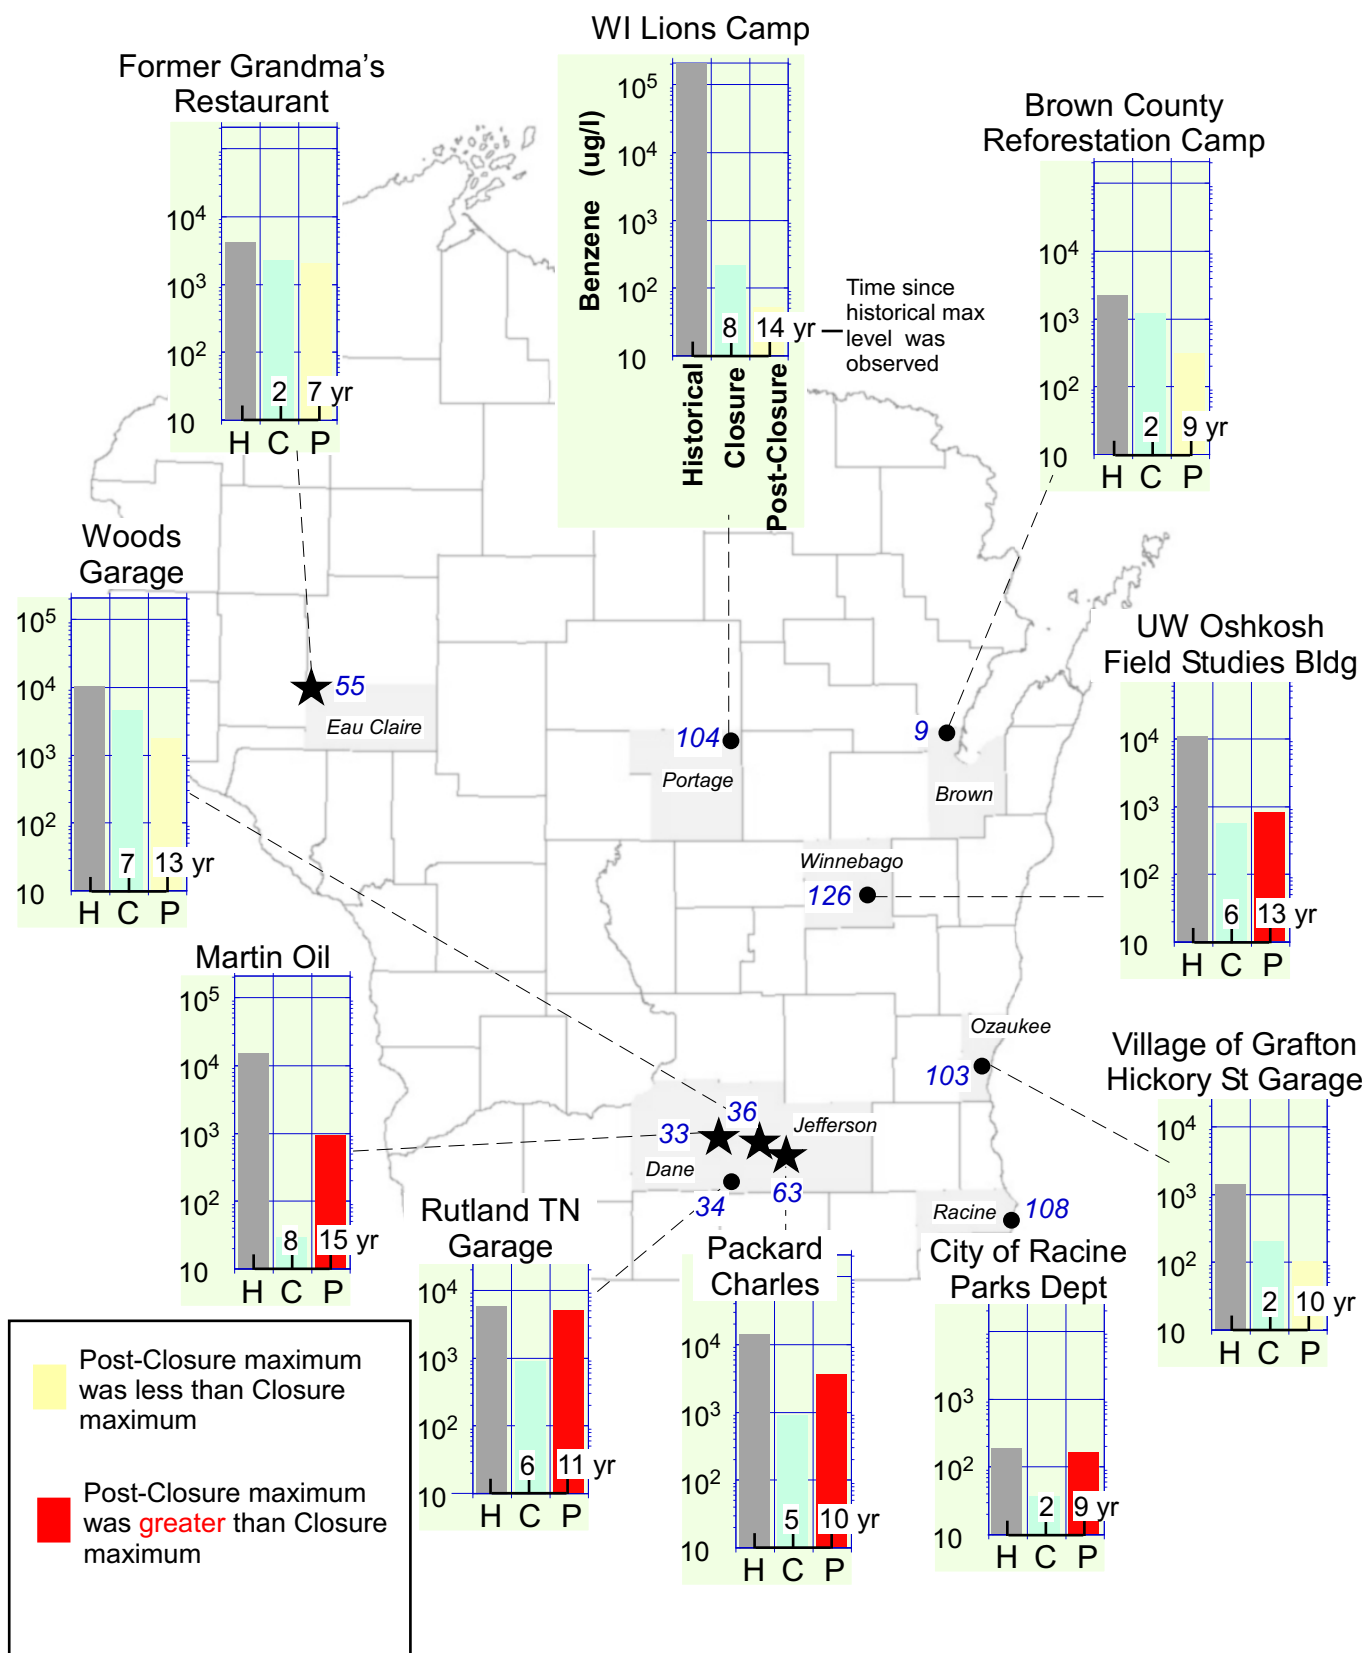 WI Lions Camp
10^5
10^4
10^3
10^2
10
Benzene (ug/l)
8
14 yr
Time since
historical max
level was
observed
Historical
Closure
Post-Closure
Former Grandma's
Restaurant
10^4
10^3
10^2
10
2
7 yr
H C P
Brown County
Reforestation Camp
10^4
10^3
10^2
10
2
9 yr
H C P
Woods
Garage
10^5
10^4
10^3
10^2
10
7
13 yr
H C P
55
Eau Claire
104
Portage
9
Brown
UW Oshkosh
Field Studies Bldg
10^4
10^3
10^2
10
6
13 yr
H C P
Winnebago
126
Martin Oil
10^5
10^4
10^3
10^2
10
8
15 yr
H C P
Ozaukee
103
Village of Grafton
Hickory St Garage
10^4
10^3
10^2
10
2
10 yr
H C P
36
33
Jefferson
Dane
63
34
Racine
108
Rutland TN
Garage
10^4
10^3
10^2
10
6
11 yr
H C P
Packard
Charles
10^4
10^3
10^2
10
5
10 yr
H C P
City of Racine
Parks Dept
10^3
10^2
10
2
9 yr
H C P
Post-Closure maximum
was less than Closure
maximum
Post-Closure maximum
was greater than Closure
maximum